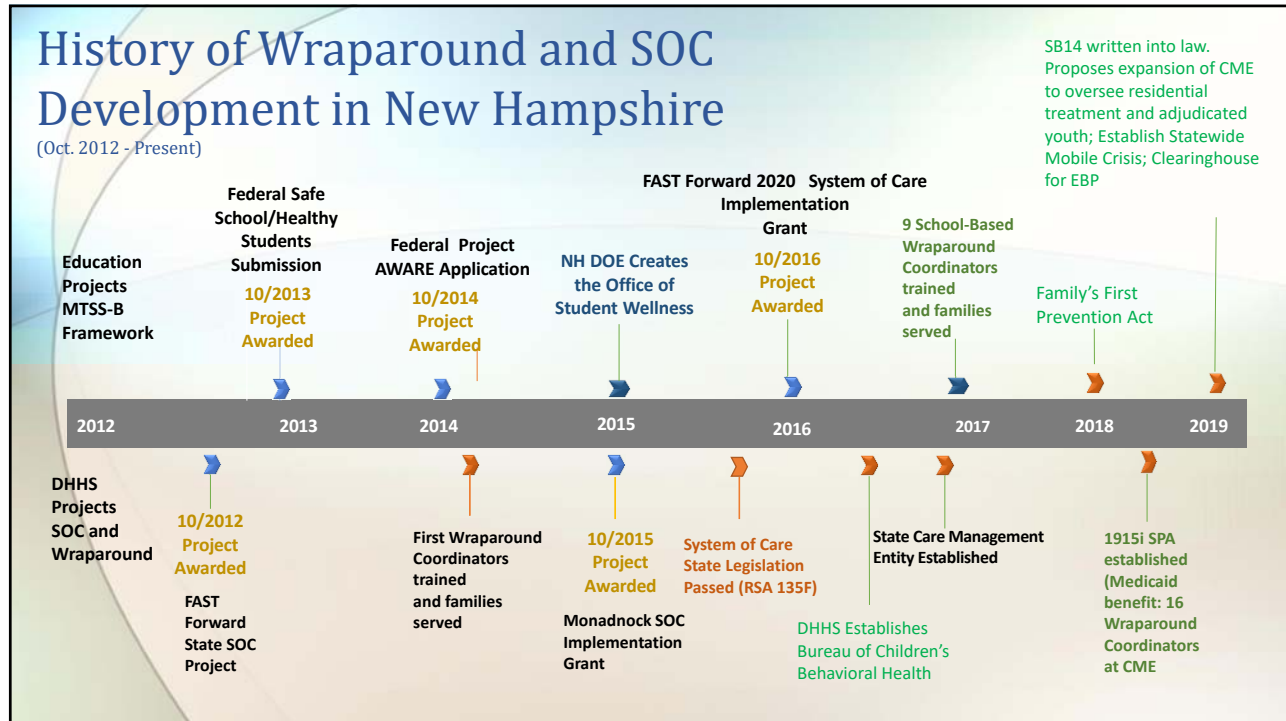 History of Wraparound and SOC
Development in New Hampshire
(Oct. 2012 - Present)
SB14 written into law.
Proposes expansion of CME
to oversee residential
treatment and adjudicated
youth; Establish Statewide
Mobile Crisis; Clearinghouse
for EBP
Education
Projects
MTSS-B
Framework
Federal Safe
School/Healthy
Students
Submission
10/2013
Project
Awarded
Federal Project
AWARE Application
10/2014
Project
Awarded
NH DOE Creates
the Office of
Student Wellness
FAST Forward 2020 System of Care
Implementation
Grant
10/2016
Project
Awarded
9 School-Based
Wraparound
Coordinators
trained
and families
served
Family's First
Prevention Act
2012 2013 2014 2015 2016 2017 2018 2019
DHHS
Projects
SOC and
Wraparound
10/2012
Project
Awarded
FAST
Forward
State SOC
Project
First Wraparound
Coordinators
trained
and families
served
10/2015
Project
Awarded
Monadnock SOC
Implementation
Grant
System of Care
State Legislation
Passed (RSA 135F)
DHHS Establishes
Bureau of Children's
Behavioral Health
State Care Management
Entity Established
1915i SPA
established
(Medicaid
benefit: 16
Wraparound
Coordinators
at CME